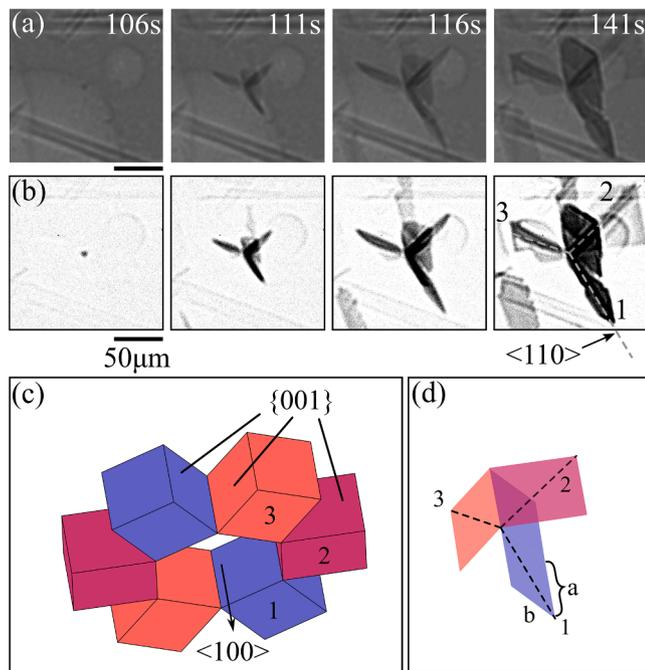 (a) 106s 111s 116s 141s
(b) 3 2 1
50μm <110>
(c) {001} (d)
3 2 1
<100>
3 2 a b 1